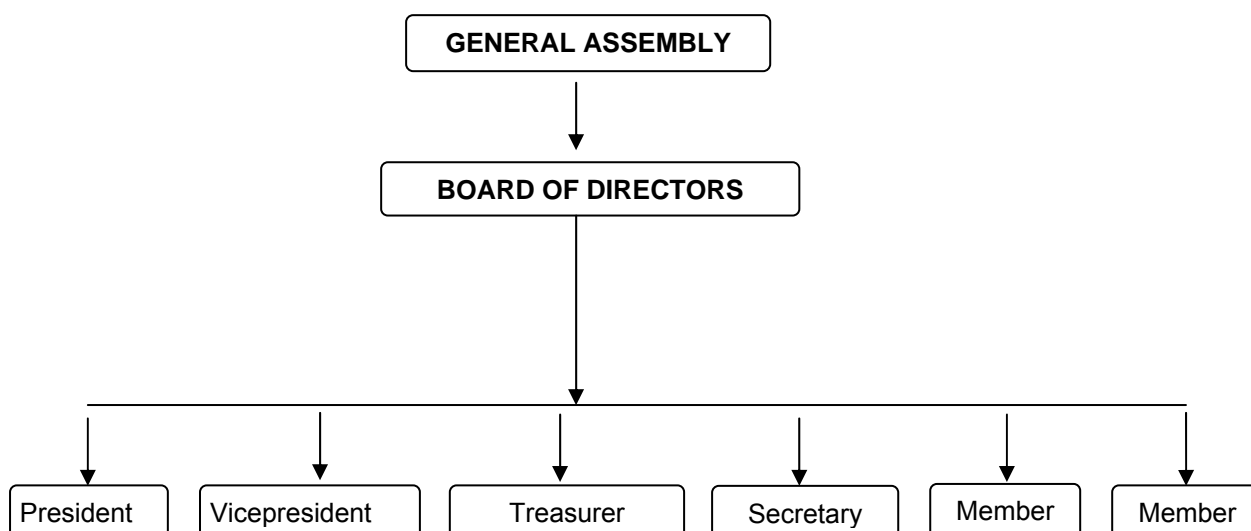 GENERAL ASSEMBLY
BOARD OF DIRECTORS
President
Vicepresident
Treasurer
Secretary
Member
Member